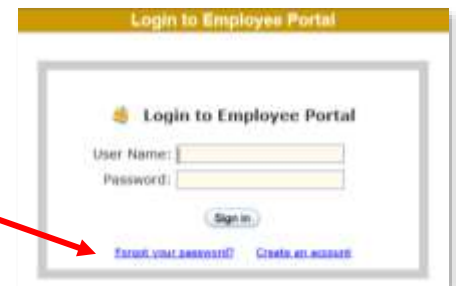 Login to Employee Portal
Login to Employee Portal
User Name:
Password:
Sign in
Forgot your password? Create an account